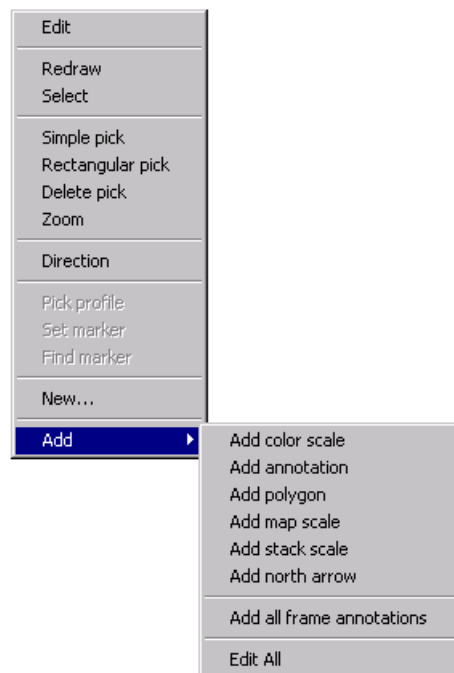 Edit
Redraw
Select
Simple pick
Rectangular pick
Delete pick
Zoom
Direction
Pick profile
Set marker
Find marker
New...
Add
Add color scale
Add annotation
Add polygon
Add map scale
Add stack scale
Add north arrow
Add all frame annotations
Edit All